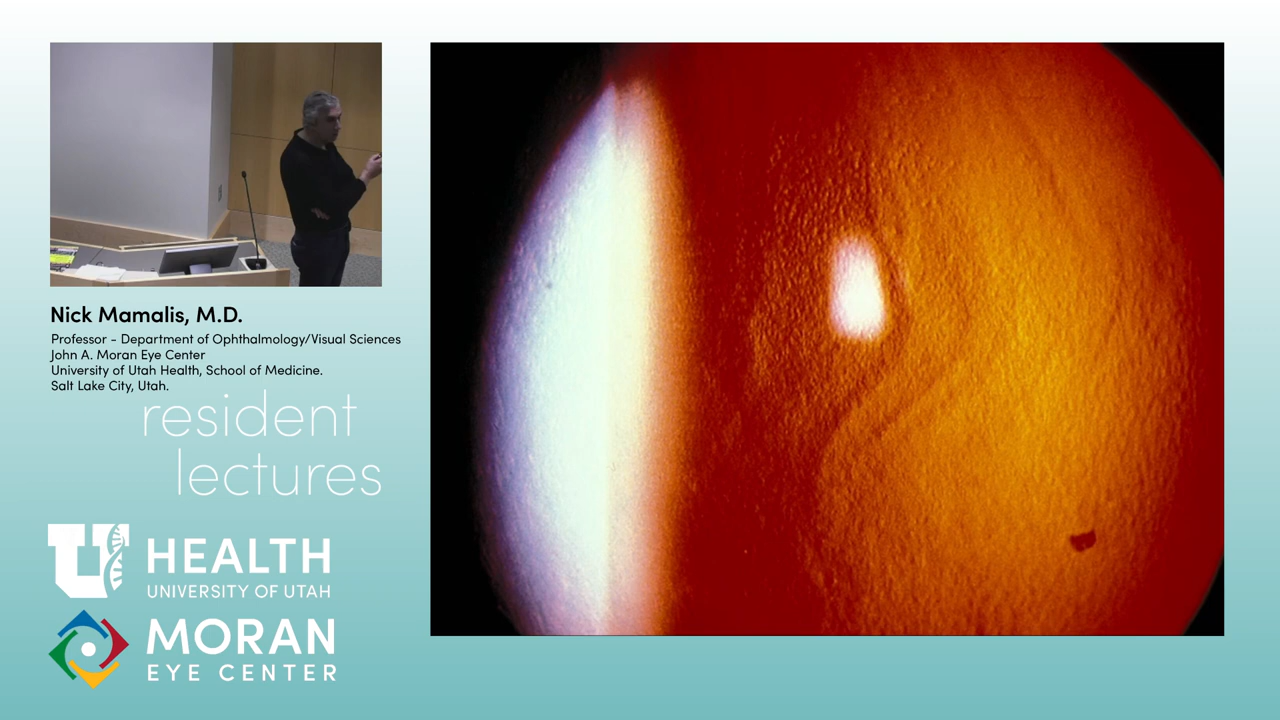 Nick Mamalis, M.D.
Professor - Department of Ophthalmology/Visual Sciences
John A. Moran Eye Center
University of Utah Health, School of Medicine.
Salt Lake City, Utah.
resident
lectures
U HEALTH
UNIVERSITY OF UTAH
MORAN
EYE CENTER